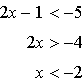 2x − 1 < −5
2x > −4
x < −2